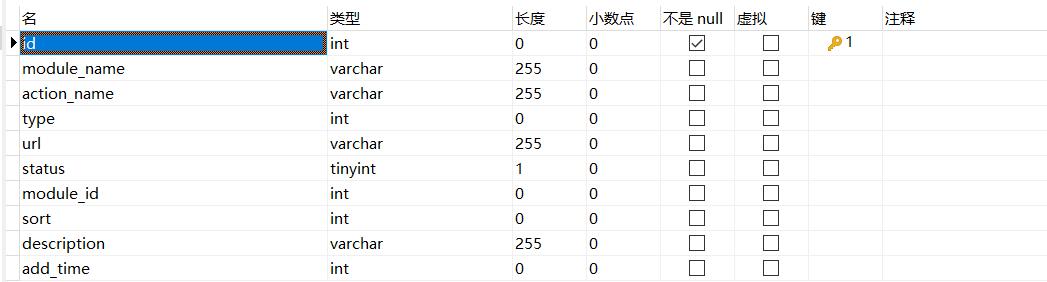 名 类型 长度 小数点 不是 null 虚拟 键 注释
id int 0 0 1
module_name varchar 255 0
action_name varchar 255 0
type int 0 0
url varchar 255 0
status tinyint 1 0
module_id int 0 0
sort int 0 0
description varchar 255 0
add_time int 0 0